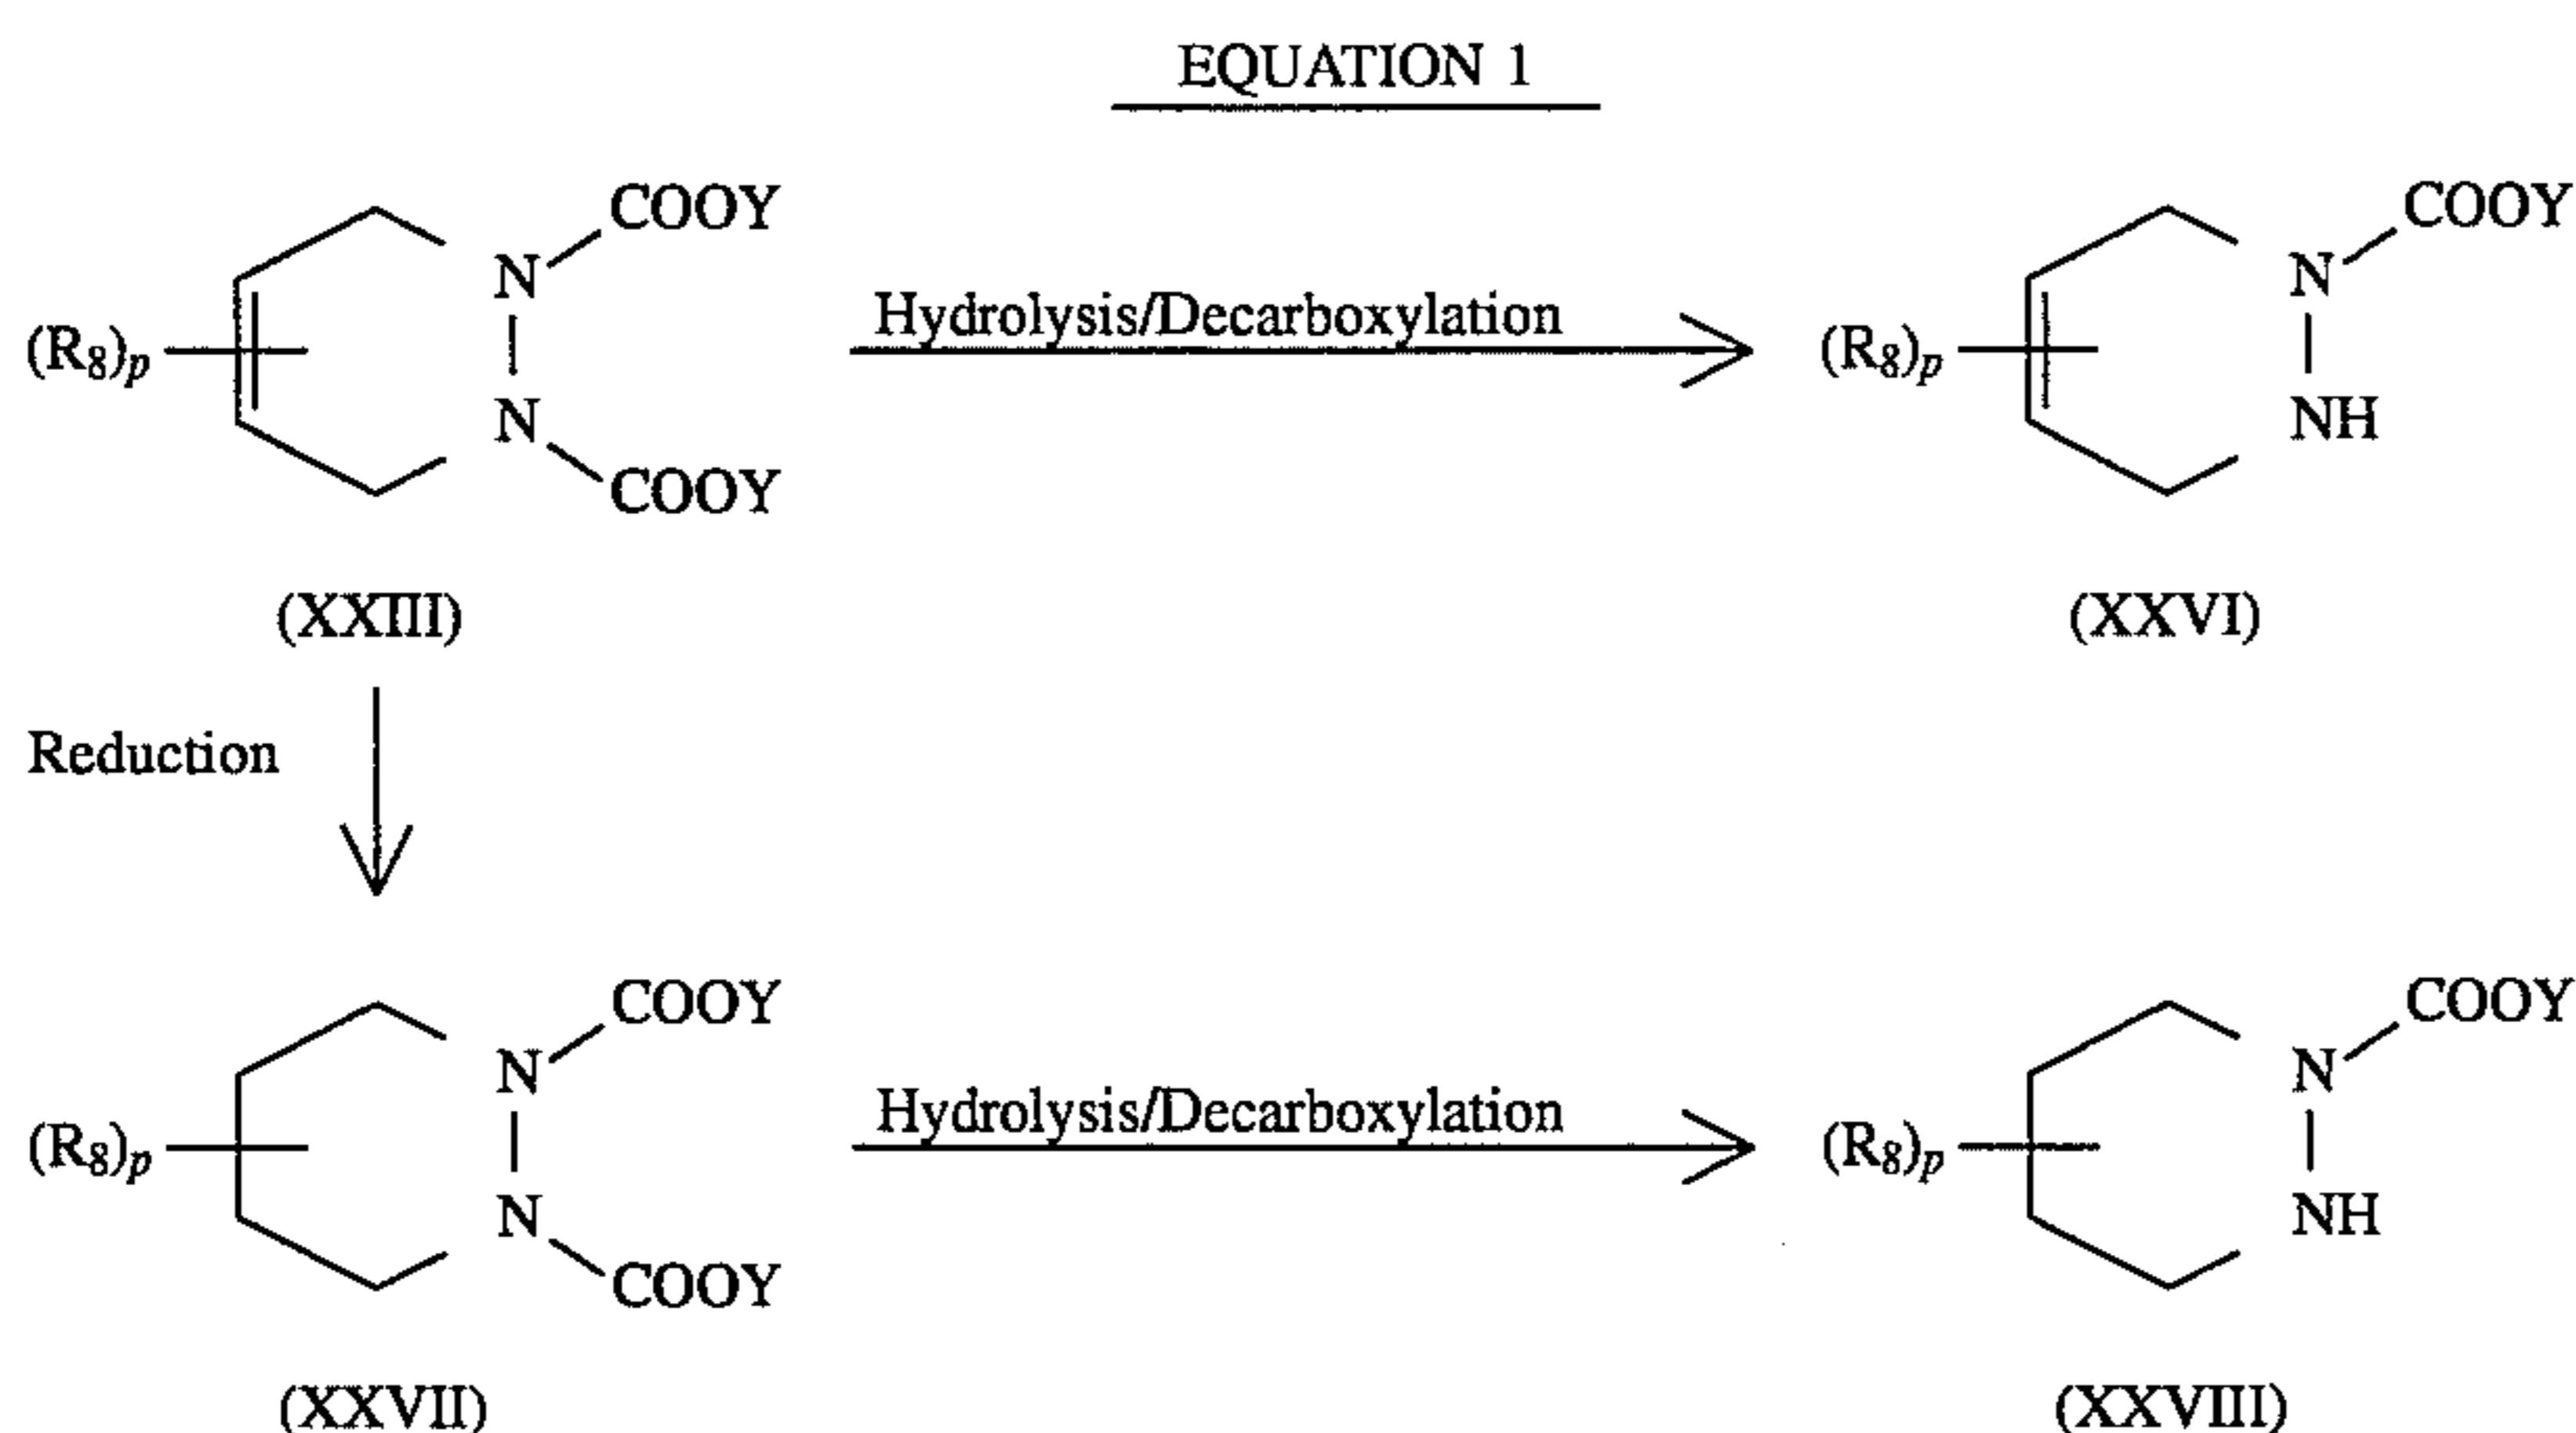 EQUATION 1
COOY
N
Hydrolysis/Decarboxylation
(R₈)ₚ
N
COOY
COOY
N
(R₈)ₚ
NH
(XXIII)
(XXVI)
Reduction
COOY
N
Hydrolysis/Decarboxylation
(R₈)ₚ
N
COOY
COOY
N
(R₈)ₚ
NH
(XXVII)
(XXVIII)